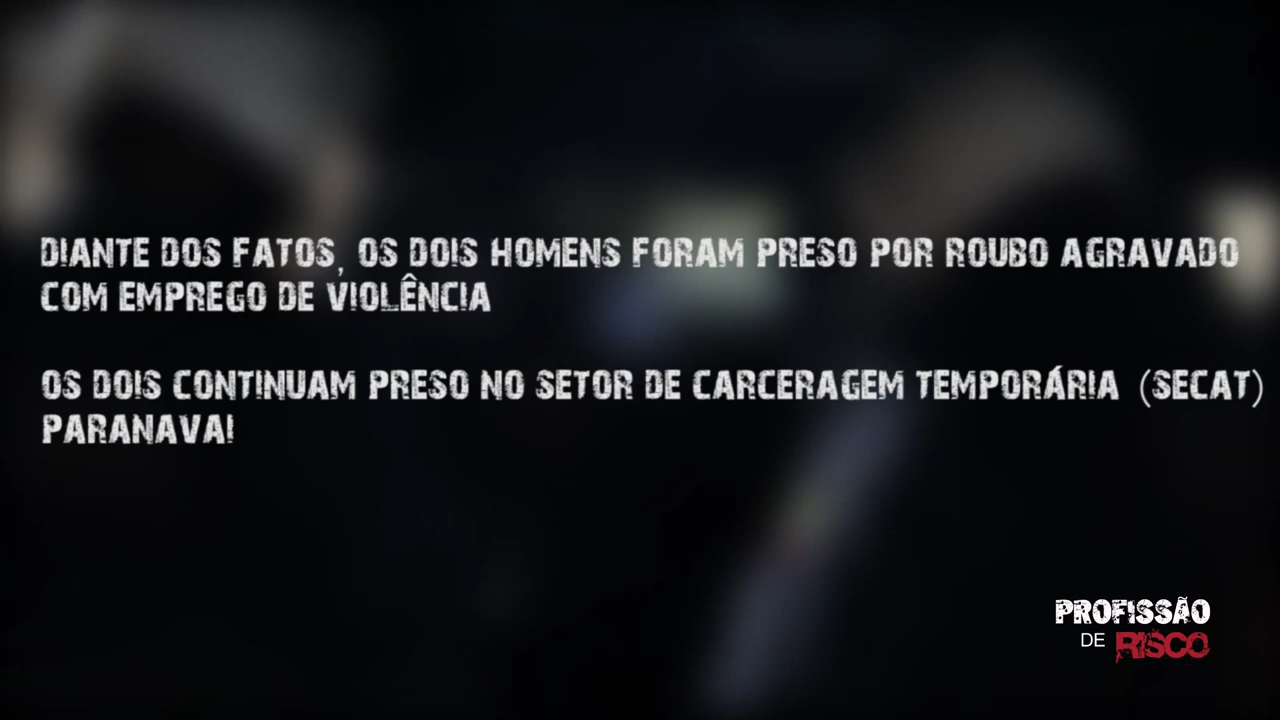 DIANTE DOS FATOS, OS DOIS HOMENS FORAM PRESO POR ROUBO AGRAVADO
COM EMPREGO DE VIOLÊNCIA
OS DOIS CONTINUAM PRESO NO SETOR DE CARCERAGEM TEMPORÁRIA (SECAT)
PARANAVAI
PROFISSÃO
DE RISCO